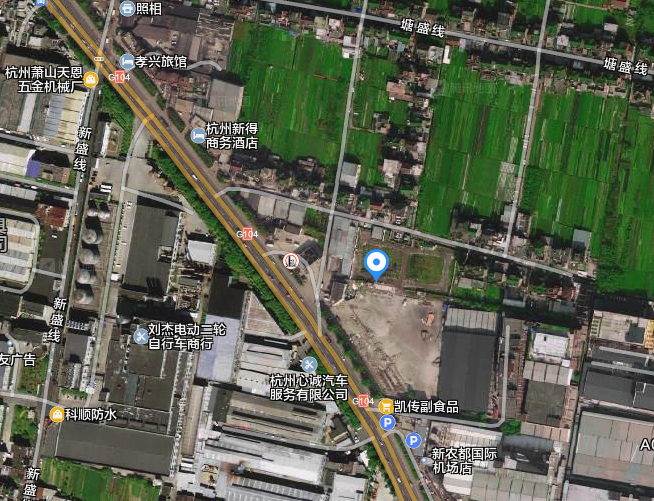 照相
塘盛线
孝兴旅馆
塘盛线
杭州萧山天恩
五金机械厂
G104
新盛线
杭州新得
商务酒店
G104
新盛线
刘杰电动三轮
自行车商行
友广告
杭州心诚汽车
服务有限公司
G104
凯传副食品
科顺防水
P
P
新农都国际
机场店
新盛